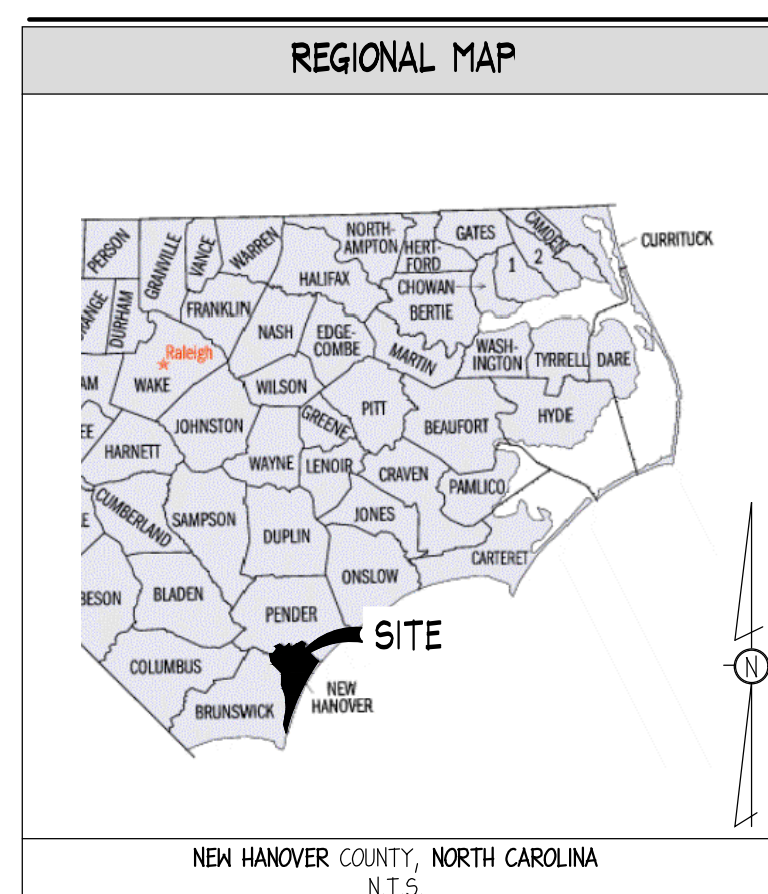 REGIONAL MAP
NORTH-
AMPTON
GATES
CAMDEN
CURRITUCK
PERSON
GRANVILLE
VANCE
WARREN
HERT-
FORD
1
2
HALIFAX
CHOWAN
BERTIE
DURHAM
FRANKLIN
NASH
EDGE-
COMBE
MARTIN
WASH-
INGTON
TYRRELL
DARE
Raleigh
WAKE
WILSON
PITT
HYDE
GREENE
BEAUFORT
JOHNSTON
HARNETT
WAYNE
LENOIR
CRAVEN
PAMLICO
CUMBERLAND
SAMPSON
JONES
DUPLIN
CARTERET
ONSLOW
BESON
BLADEN
PENDER
SITE
COLUMBUS
NEW
HANOVER
BRUNSWICK
N
NEW HANOVER COUNTY, NORTH CAROLINA
N.T.S.